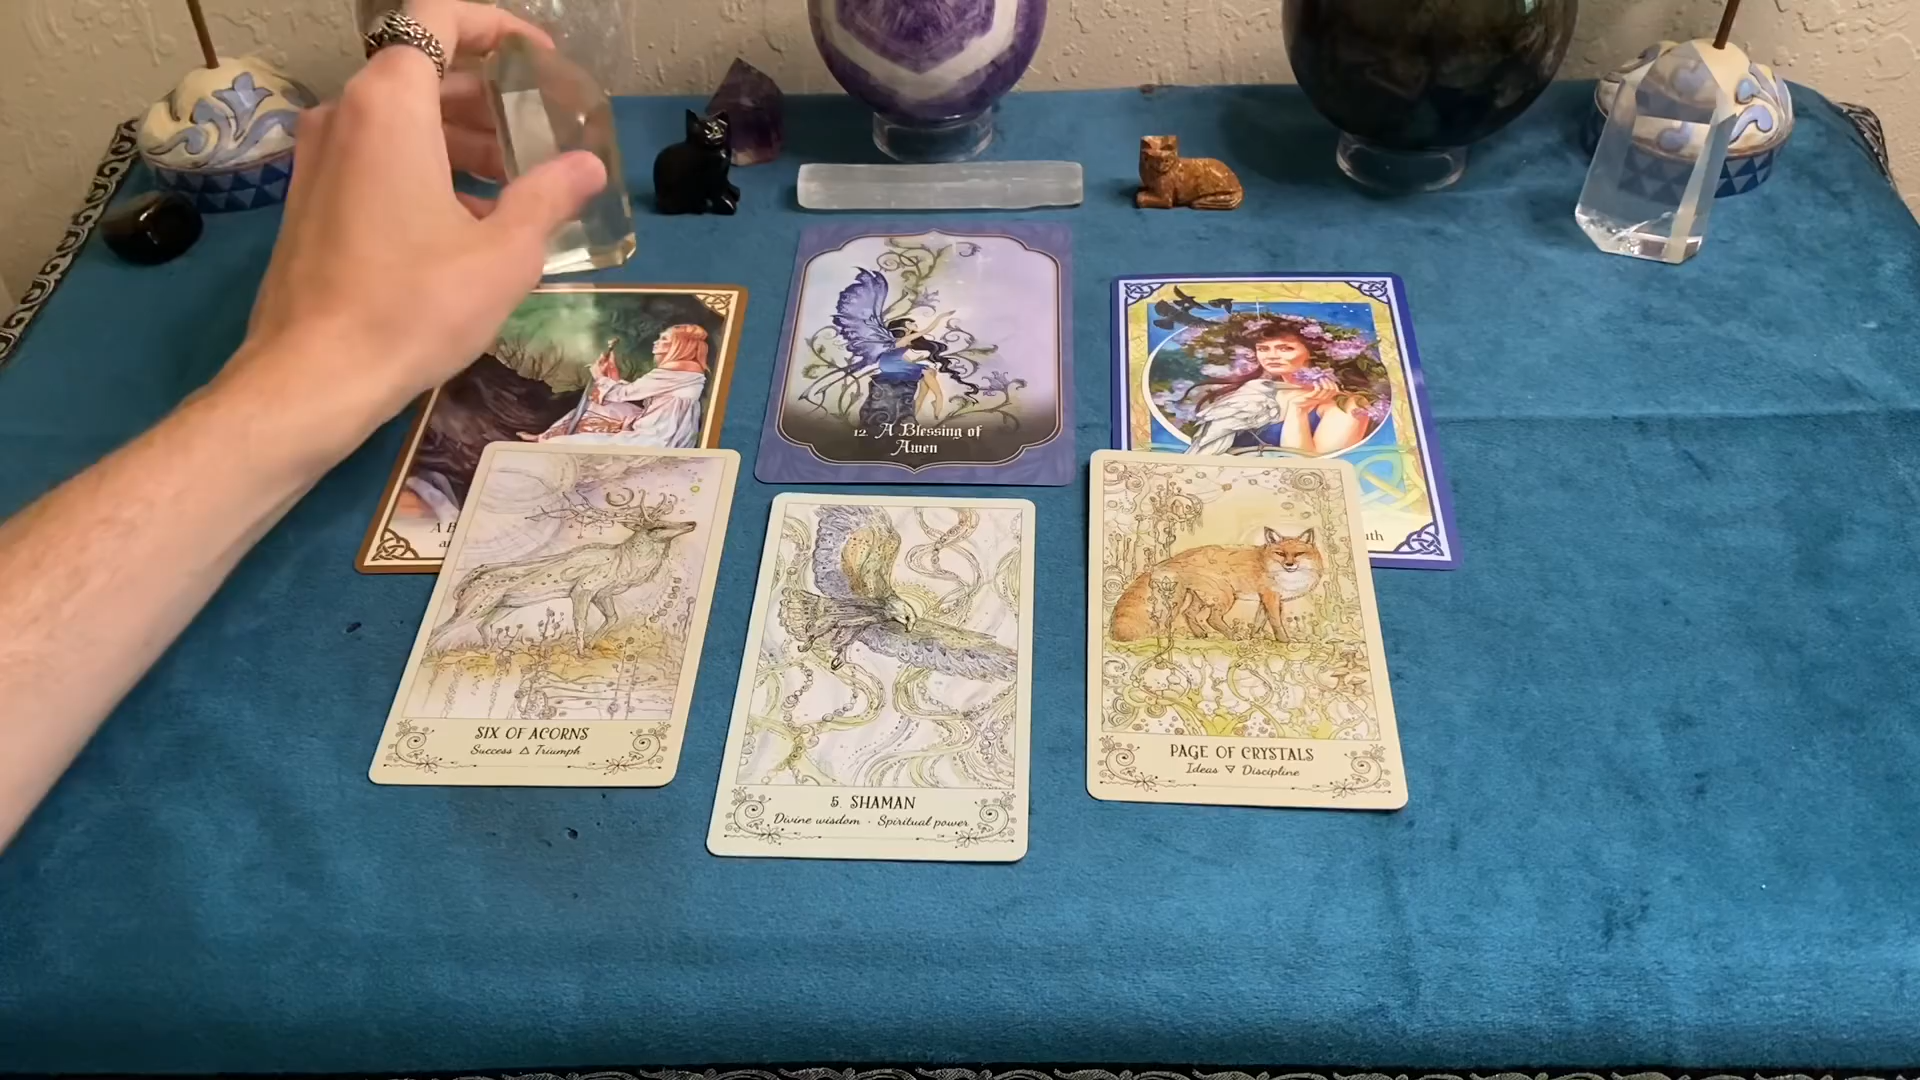 12. A Blessing of
Awen
SIX OF ACORNS
Success △ Triumph
5. SHAMAN
Divine wisdom · Spiritual power
PAGE OF CRYSTALS
Ideas ▽ Discipline